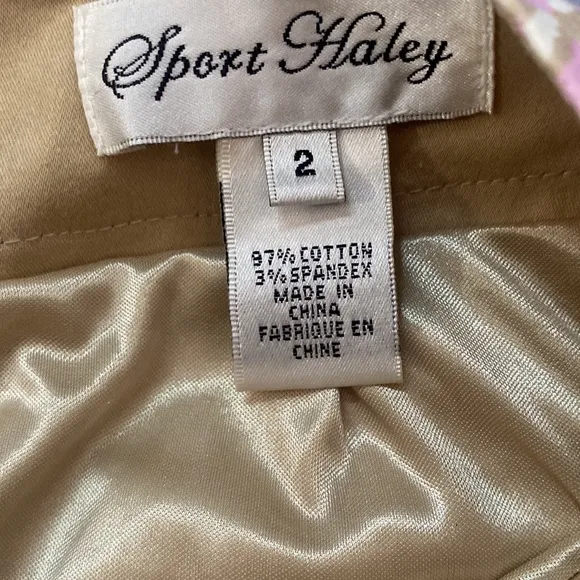 Sport Haley
2
97% COTTON
3% SPANDEX
MADE IN
CHINA
FABRIQUE EN
CHINE